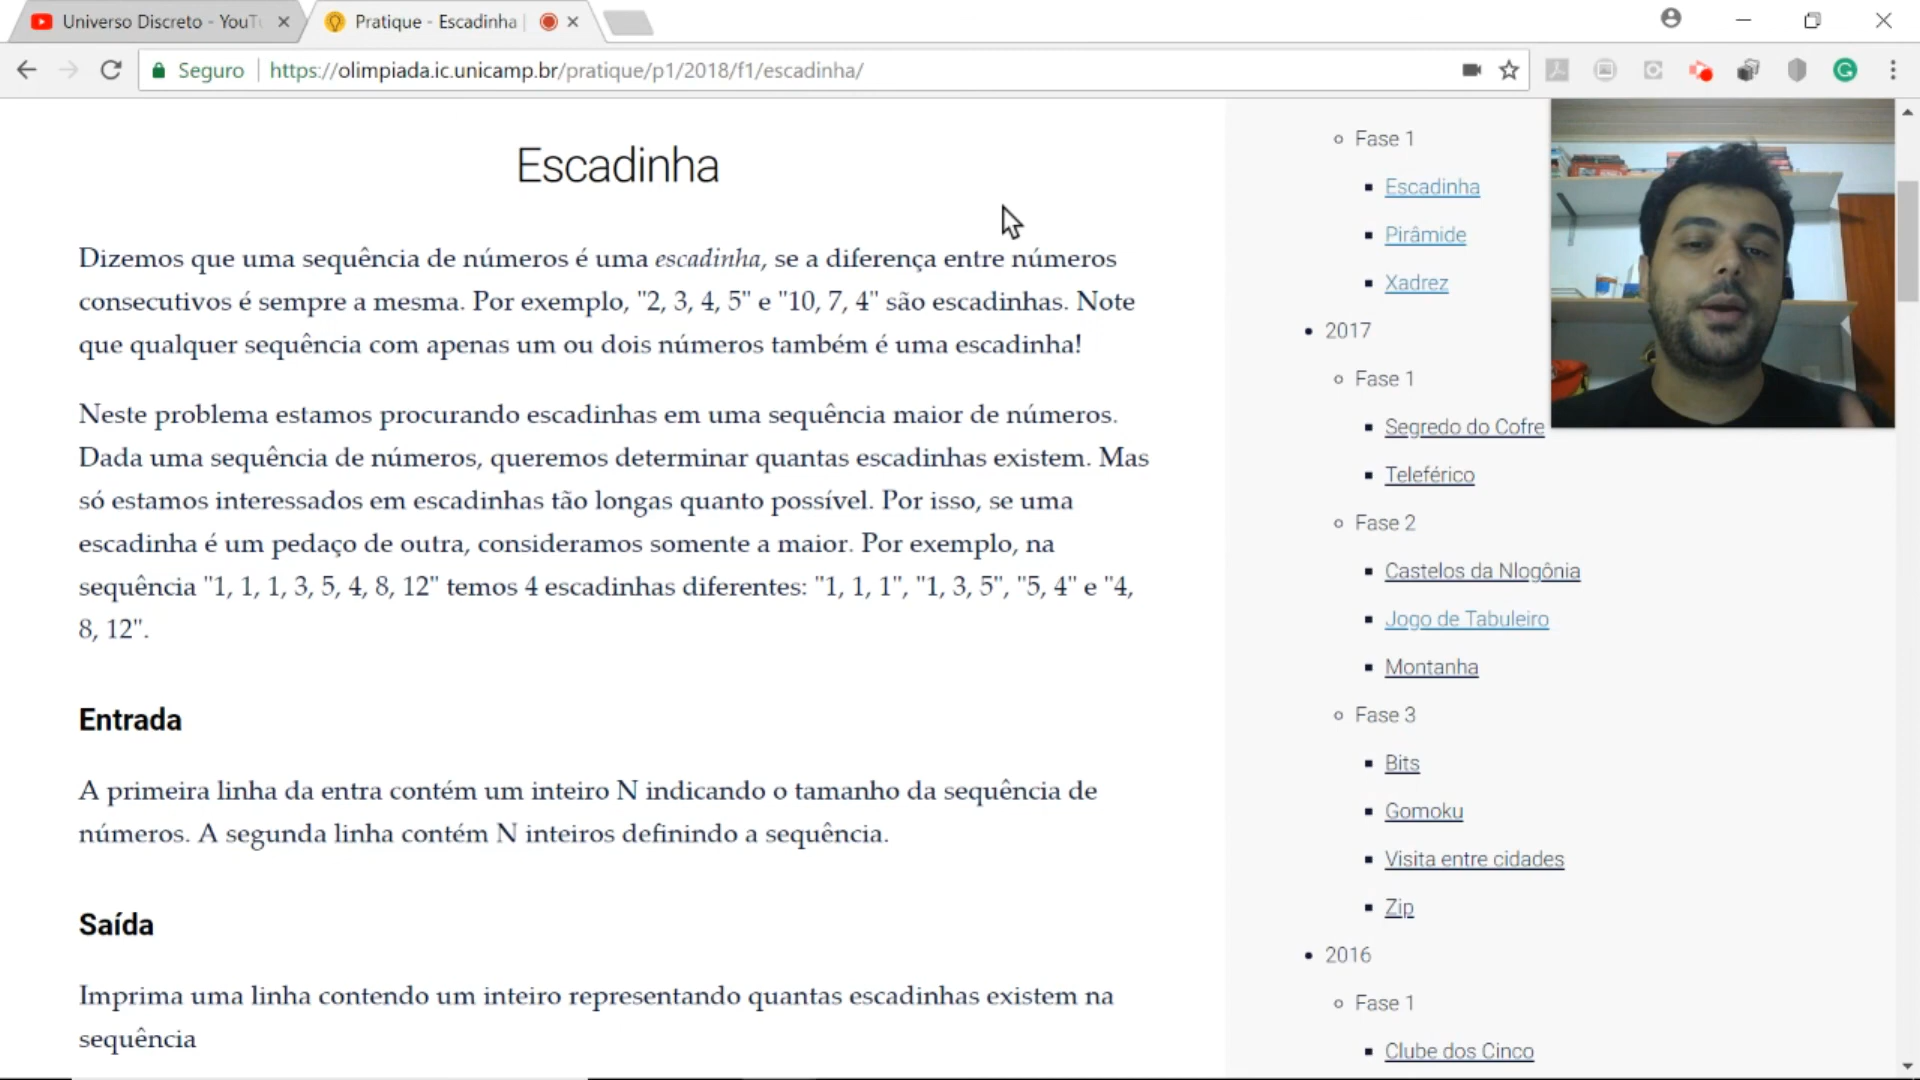 Universo Discreto - YouTu
Pratique - Escadinha |
Seguro
https://olimpiada.ic.unicamp.br/pratique/p1/2018/f1/escadinha/
Escadinha
Dizemos que uma sequência de números é uma escadinha, se a diferença entre números
consecutivos é sempre a mesma. Por exemplo, "2, 3, 4, 5" e "10, 7, 4" são escadinhas. Note
que qualquer sequência com apenas um ou dois números também é uma escadinha!
Neste problema estamos procurando escadinhas em uma sequência maior de números.
Dada uma sequência de números, queremos determinar quantas escadinhas existem. Mas
só estamos interessados em escadinhas tão longas quanto possível. Por isso, se uma
escadinha é um pedaço de outra, consideramos somente a maior. Por exemplo, na
sequência "1, 1, 1, 3, 5, 4, 8, 12" temos 4 escadinhas diferentes: "1, 1, 1", "1, 3, 5", "5, 4" e "4,
8, 12".
Entrada
A primeira linha da entra contém um inteiro N indicando o tamanho da sequência de
números. A segunda linha contém N inteiros definindo a sequência.
Saída
Imprima uma linha contendo um inteiro representando quantas escadinhas existem na
sequência
Fase 1
Escadinha
Pirâmide
Xadrez
2017
Fase 1
Segredo do Cofre
Teleférico
Fase 2
Castelos da Nlogônia
Jogo de Tabuleiro
Montanha
Fase 3
Bits
Gomoku
Visita entre cidades
Zip
2016
Fase 1
Clube dos Cinco